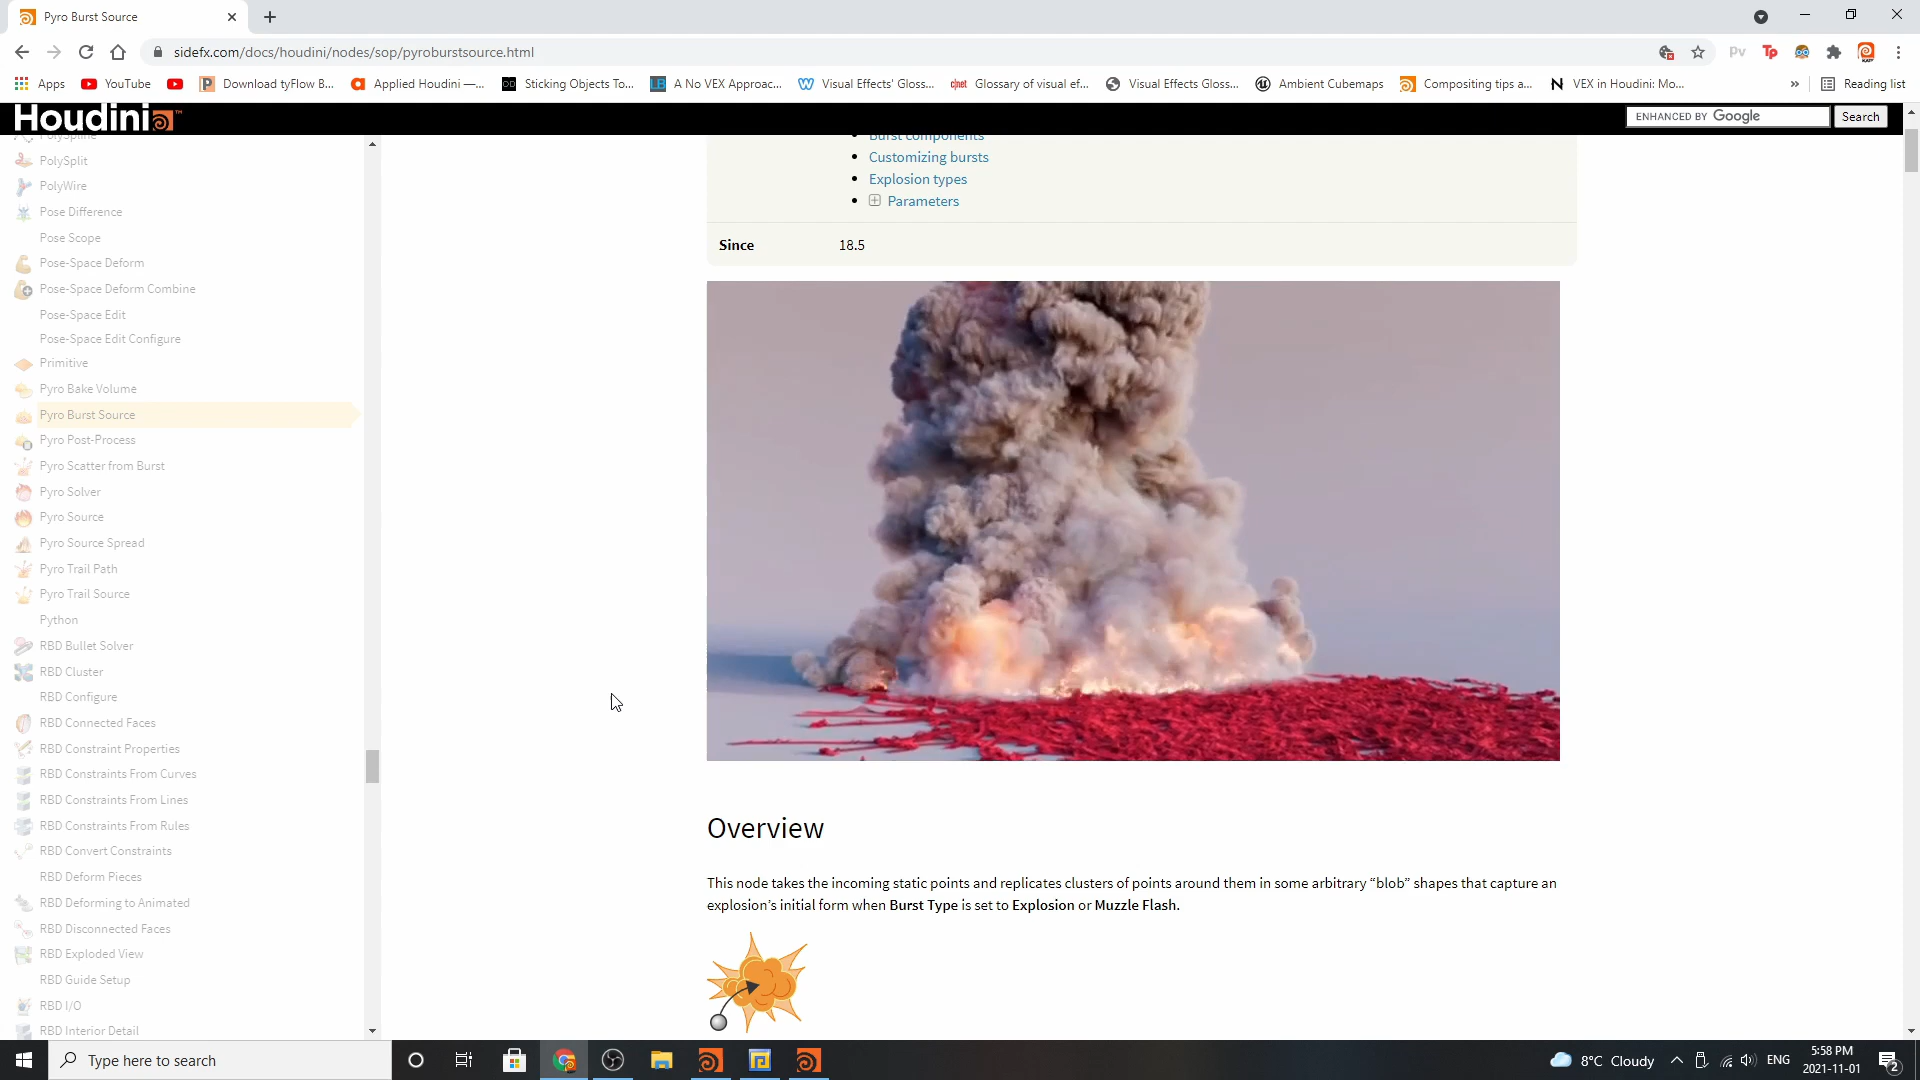 Pyro Burst Source
sidefx.com/docs/houdini/nodes/sop/pyroburstsource.html
Apps
YouTube
Download tyFlow B...
Applied Houdini —...
Sticking Objects To...
A No VEX Approac...
Visual Effects' Gloss...
Glossary of visual ef...
Visual Effects Gloss...
Ambient Cubemaps
Compositing tips a...
VEX in Houdini: Mo...
»
Reading list
Houdini
ENHANCED BY Google
Search
PolySpline
PolySplit
PolyWire
Pose Difference
Pose Scope
Pose-Space Deform
Pose-Space Deform Combine
Pose-Space Edit
Pose-Space Edit Configure
Primitive
Pyro Bake Volume
Pyro Burst Source
Pyro Post-Process
Pyro Scatter from Burst
Pyro Solver
Pyro Source
Pyro Source Spread
Pyro Trail Path
Pyro Trail Source
Python
RBD Bullet Solver
RBD Cluster
RBD Configure
RBD Connected Faces
RBD Constraint Properties
RBD Constraints From Curves
RBD Constraints From Lines
RBD Constraints From Rules
RBD Convert Constraints
RBD Deform Pieces
RBD Deforming to Animated
RBD Disconnected Faces
RBD Exploded View
RBD Guide Setup
RBD I/O
RBD Interior Detail
Burst components
Customizing bursts
Explosion types
Parameters
Since 18.5
Overview
This node takes the incoming static points and replicates clusters of points around them in some arbitrary “blob” shapes that capture an
explosion’s initial form when Burst Type is set to Explosion or Muzzle Flash.
Type here to search
8°C Cloudy
ENG
5:58 PM
2021-11-01
2